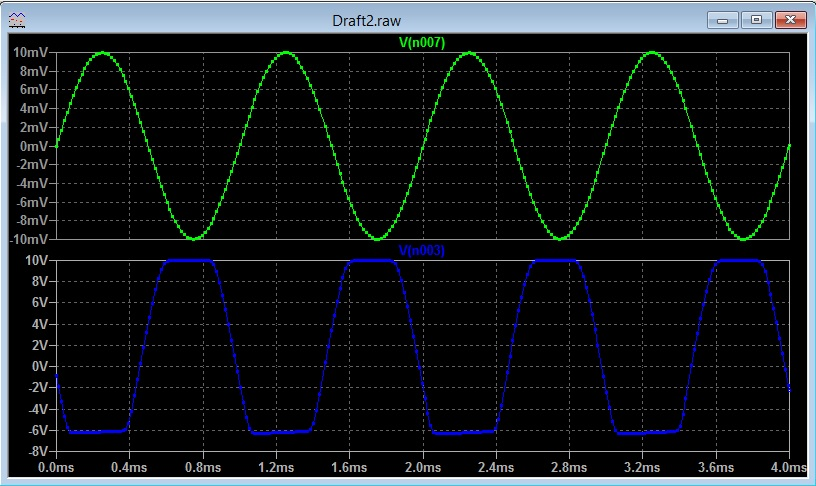 Draft2.raw
V(n007)
10mV
8mV
6mV
4mV
2mV
0mV
-2mV
-4mV
-6mV
-8mV
-10mV
V(n003)
10V
8V
6V
4V
2V
0V
-2V
-4V
-6V
-8V
0.0ms 0.4ms 0.8ms 1.2ms 1.6ms 2.0ms 2.4ms 2.8ms 3.2ms 3.6ms 4.0ms